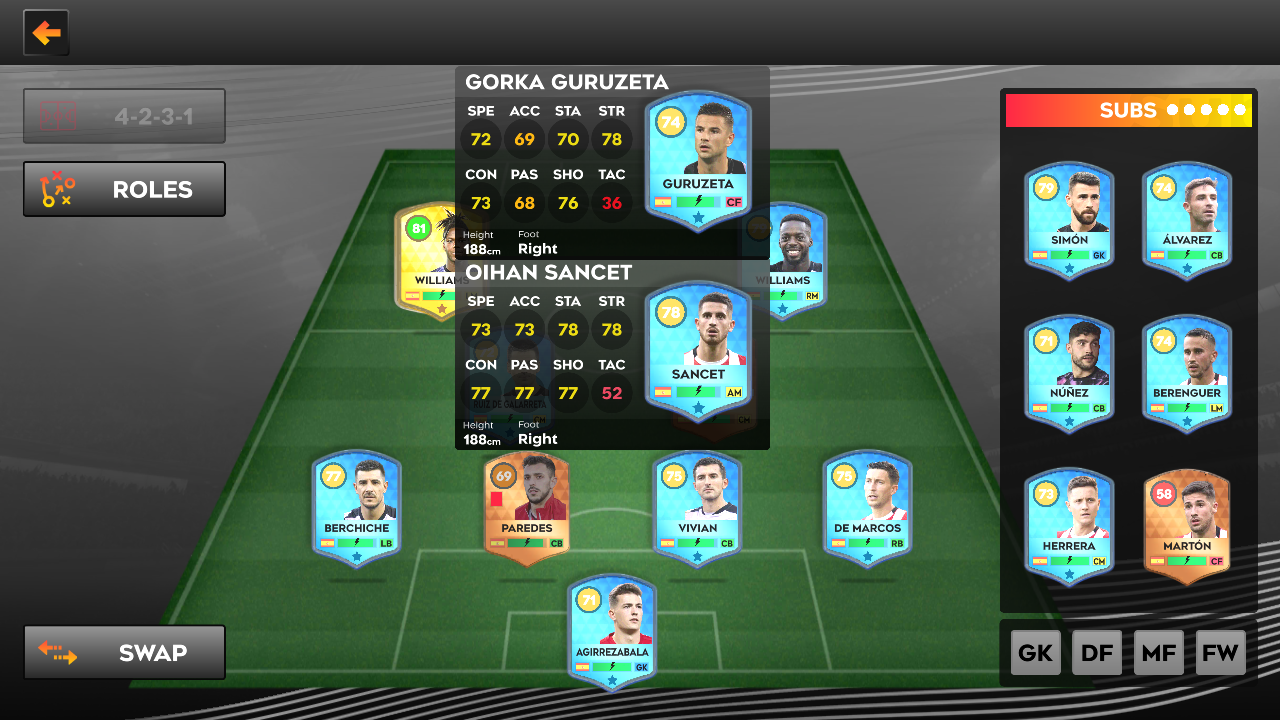 4-2-3-1
ROLES
SWAP
GORKA GURUZETA
SPE ACC STA STR
72 69 70 78
CON PAS SHO TAC
73 68 76 36
Height Foot
188cm Right
74
GURUZETA
CF
OIHAN SANCET
SPE ACC STA STR
73 73 78 78
CON PAS SHO TAC
77 77 77 52
Height Foot
188cm Right
78
SANCET
AM
81
WILLIAMS
WILLIAMS
RM
RUIZ DE GALARRETA
CM
CM
77
BERCHICHE
LB
69
PAREDES
CB
75
VIVIAN
CB
75
DE MARCOS
RB
71
AGIRREZABALA
GK
SUBS
79
SIMÓN
GK
74
ÁLVAREZ
CB
71
NÚÑEZ
CB
74
BERENGUER
LM
73
HERRERA
CM
58
MARTÓN
CF
GK DF MF FW